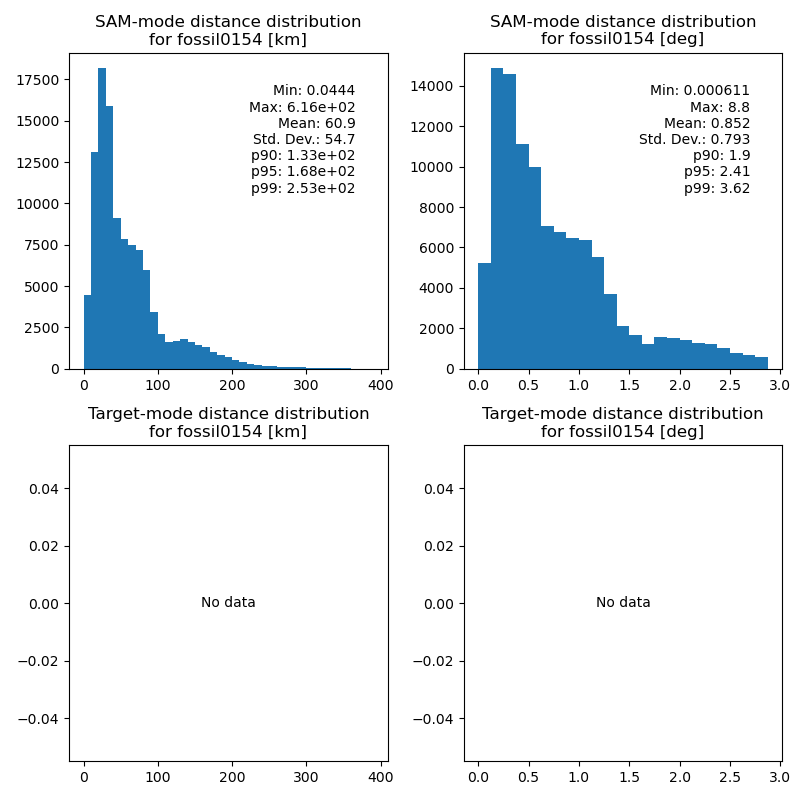 SAM-mode distance distribution
for fossil0154 [km]
17500
15000
12500
10000
7500
5000
2500
0
Min: 0.0444
Max: 6.16e+02
Mean: 60.9
Std. Dev.: 54.7
p90: 1.33e+02
p95: 1.68e+02
p99: 2.53e+02
0 100 200 300 400
SAM-mode distance distribution
for fossil0154 [deg]
14000
12000
10000
8000
6000
4000
2000
0
Min: 0.000611
Max: 8.8
Mean: 0.852
Std. Dev.: 0.793
p90: 1.9
p95: 2.41
p99: 3.62
0.0 0.5 1.0 1.5 2.0 2.5 3.0
Target-mode distance distribution
for fossil0154 [km]
0.04
0.02
0.00
−0.02
−0.04
No data
0 100 200 300 400
Target-mode distance distribution
for fossil0154 [deg]
0.04
0.02
0.00
−0.02
−0.04
No data
0.0 0.5 1.0 1.5 2.0 2.5 3.0